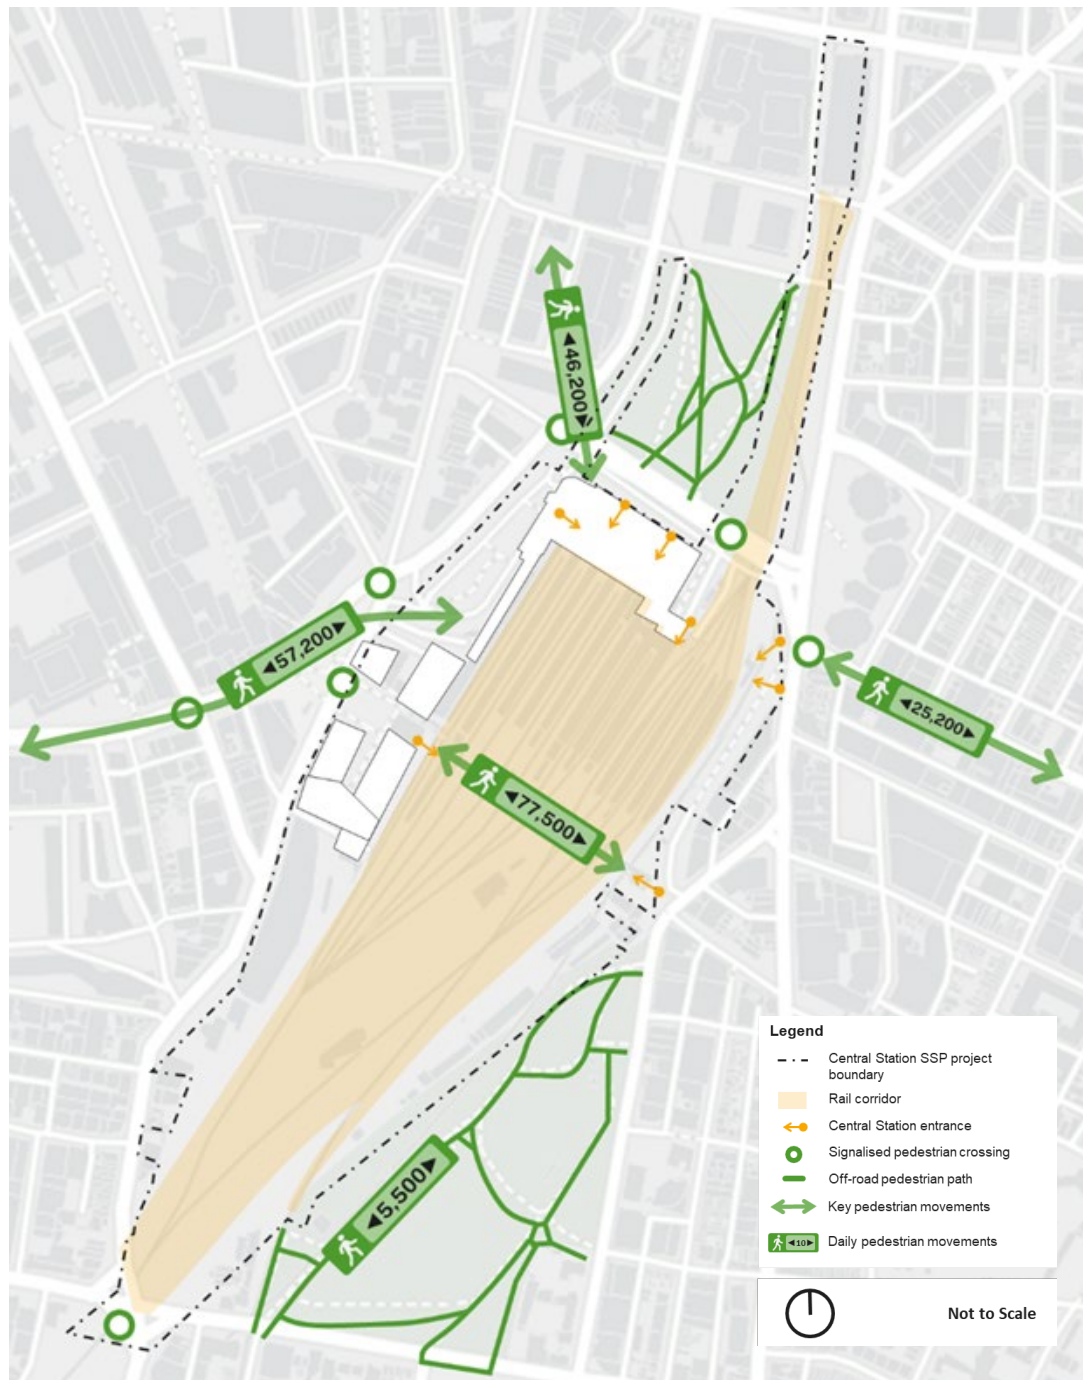 ◄46,200►
◄57,200►
◄25,200►
◄77,500►
◄5,500►
Legend
Central Station SSP project
boundary
Rail corridor
Central Station entrance
Signalised pedestrian crossing
Off-road pedestrian path
Key pedestrian movements
◄10► Daily pedestrian movements
Not to Scale